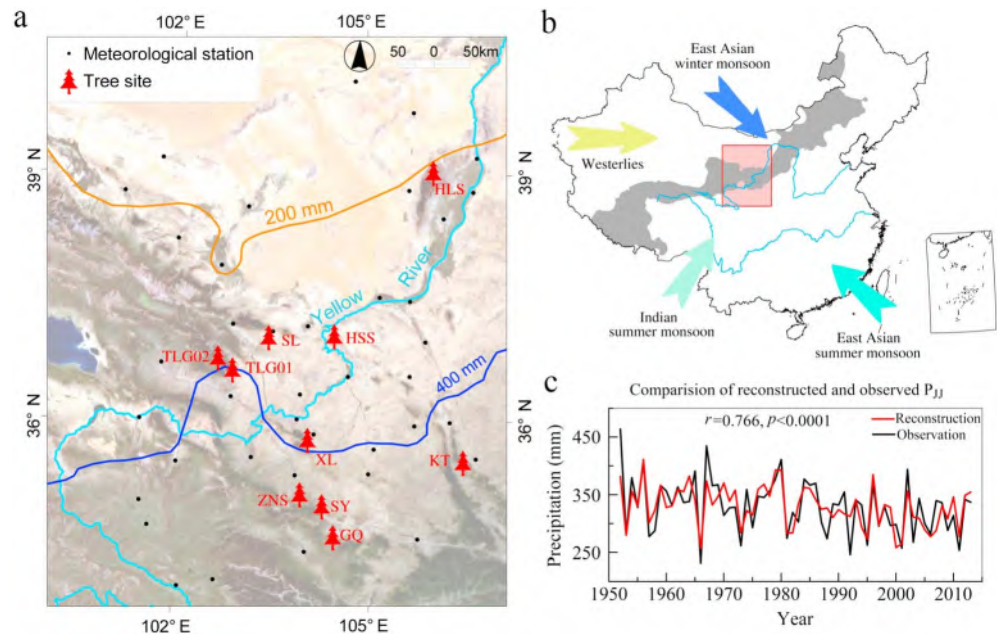 a
102° E
105° E
Meteorological station
Tree site
50 0 50km
39° N
39° N
HLS
200 mm
River
Yellow
SL
HSS
TLG02
TLG01
400 mm
36° N
36° N
XL
KT
ZNS
SY
GQ
102° E
105° E
b
East Asian
winter monsoon
Westerlies
Indian
summer monsoon
East Asian
summer monsoon
c
Comparision of reconstructed and observed PJJ
r=0.766, p<0.0001
Reconstruction
Observation
Precipitation (mm)
450
350
250
1950 1960 1970 1980 1990 2000 2010
Year